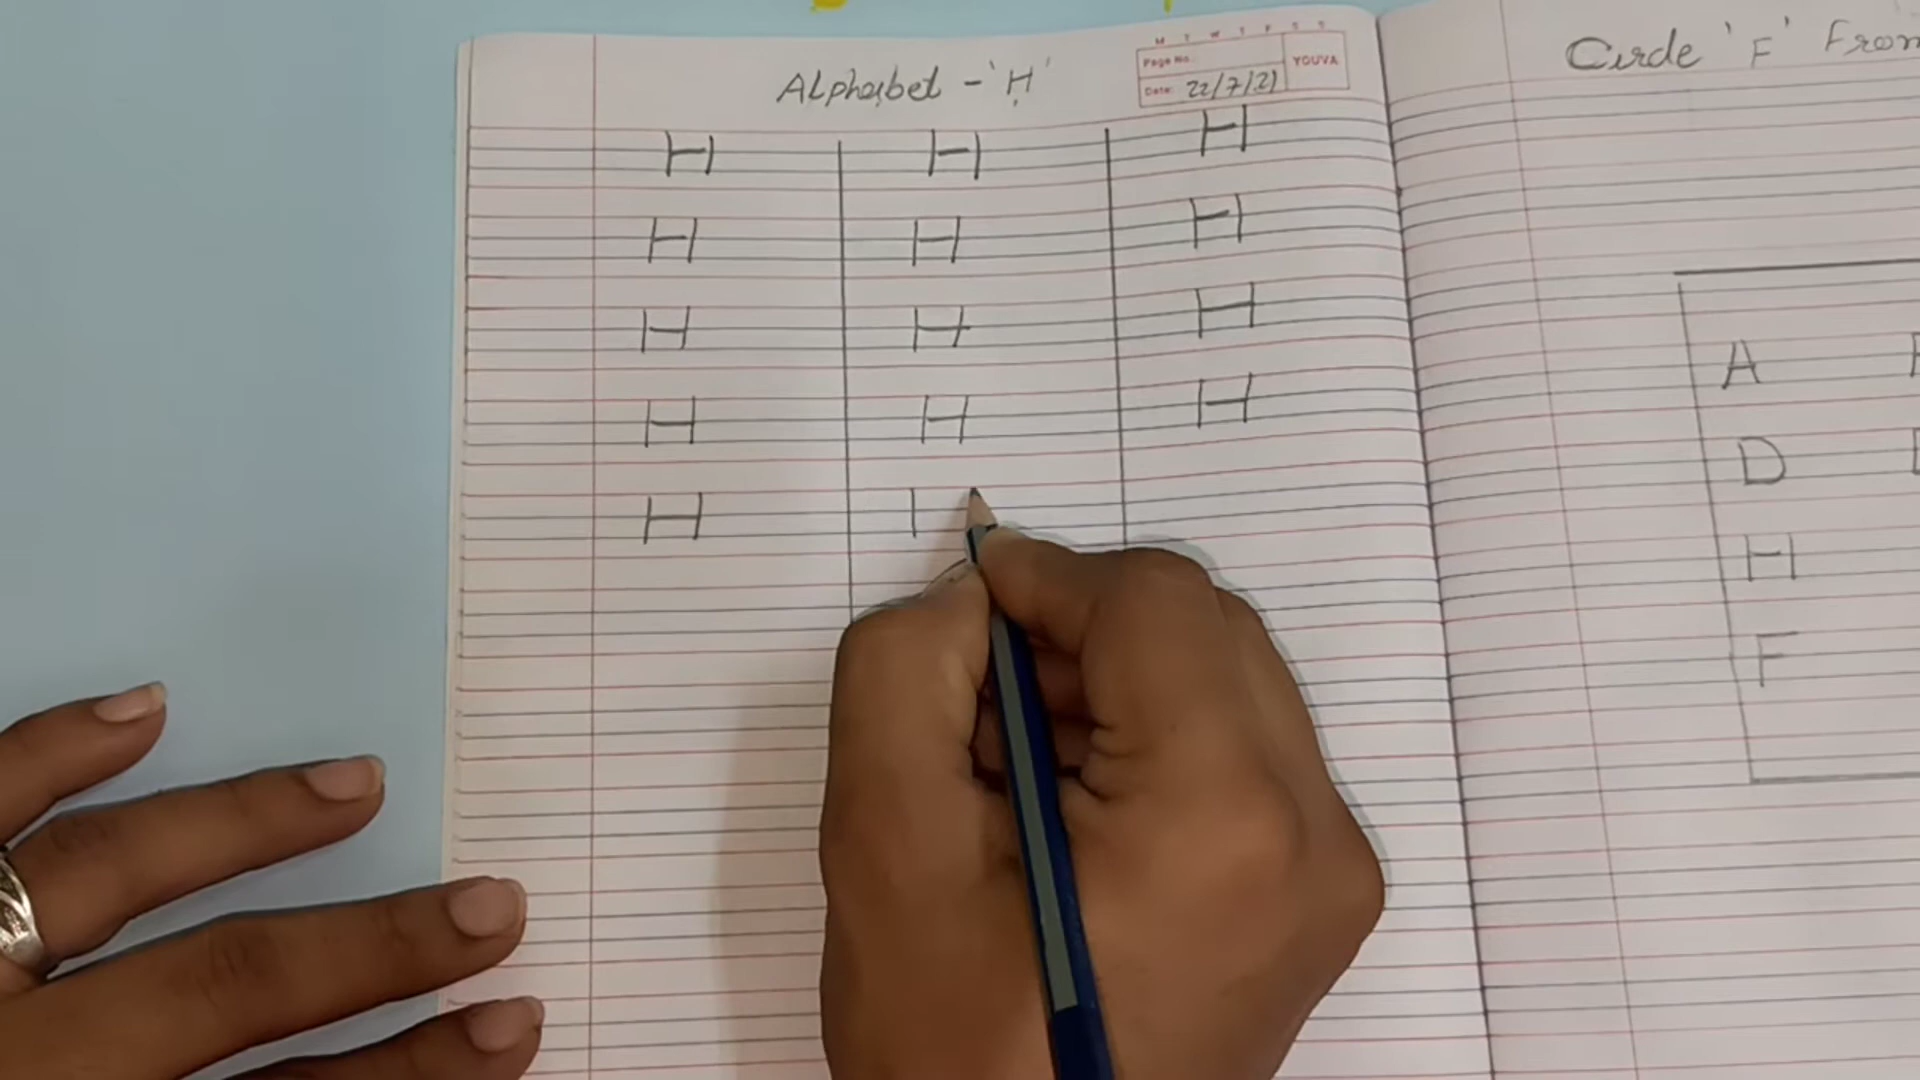 M T W T F S S
Page No.:
YOUVA
Date: 22/7/21
Alphabet - 'H'
H H H
H H H
H H H
H H H
H I
Circle 'F' From
A
D
H
F